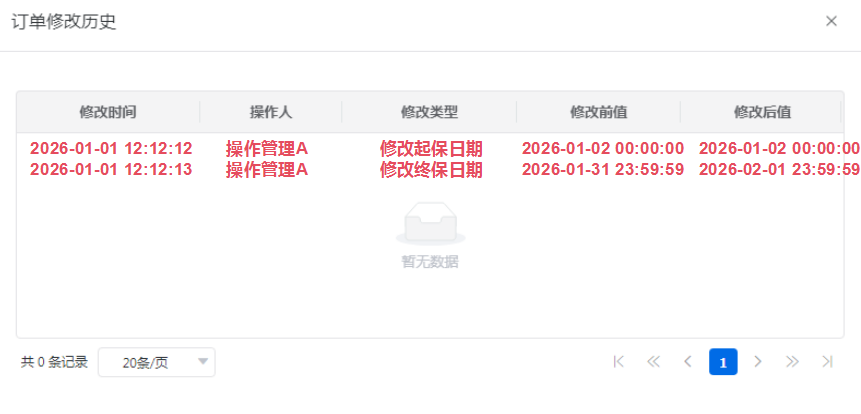 订单修改历史
修改时间 操作人 修改类型 修改前值 修改后值
2026-01-01 12:12:12 操作管理A 修改起保日期 2026-01-02 00:00:00 2026-01-02 00:00:00
2026-01-01 12:12:13 操作管理A 修改终保日期 2026-01-31 23:59:59 2026-02-01 23:59:59
暂无数据
共 0 条记录 20条/页 1